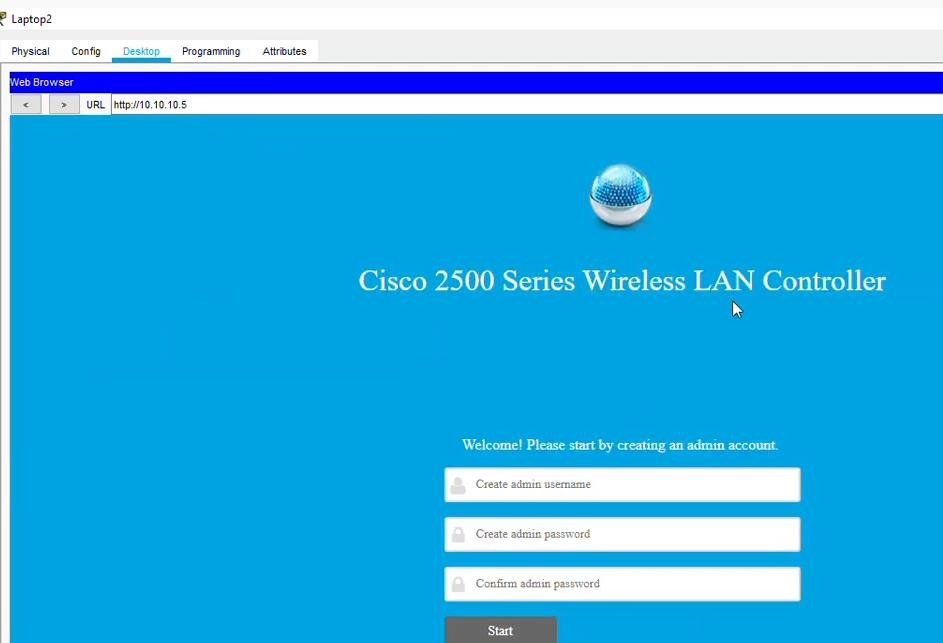 Laptop2
Physical Config Desktop Programming Attributes
Web Browser
< > URL http://10.10.10.5
Cisco 2500 Series Wireless LAN Controller
Welcome! Please start by creating an admin account.
Create admin username
Create admin password
Confirm admin password
Start